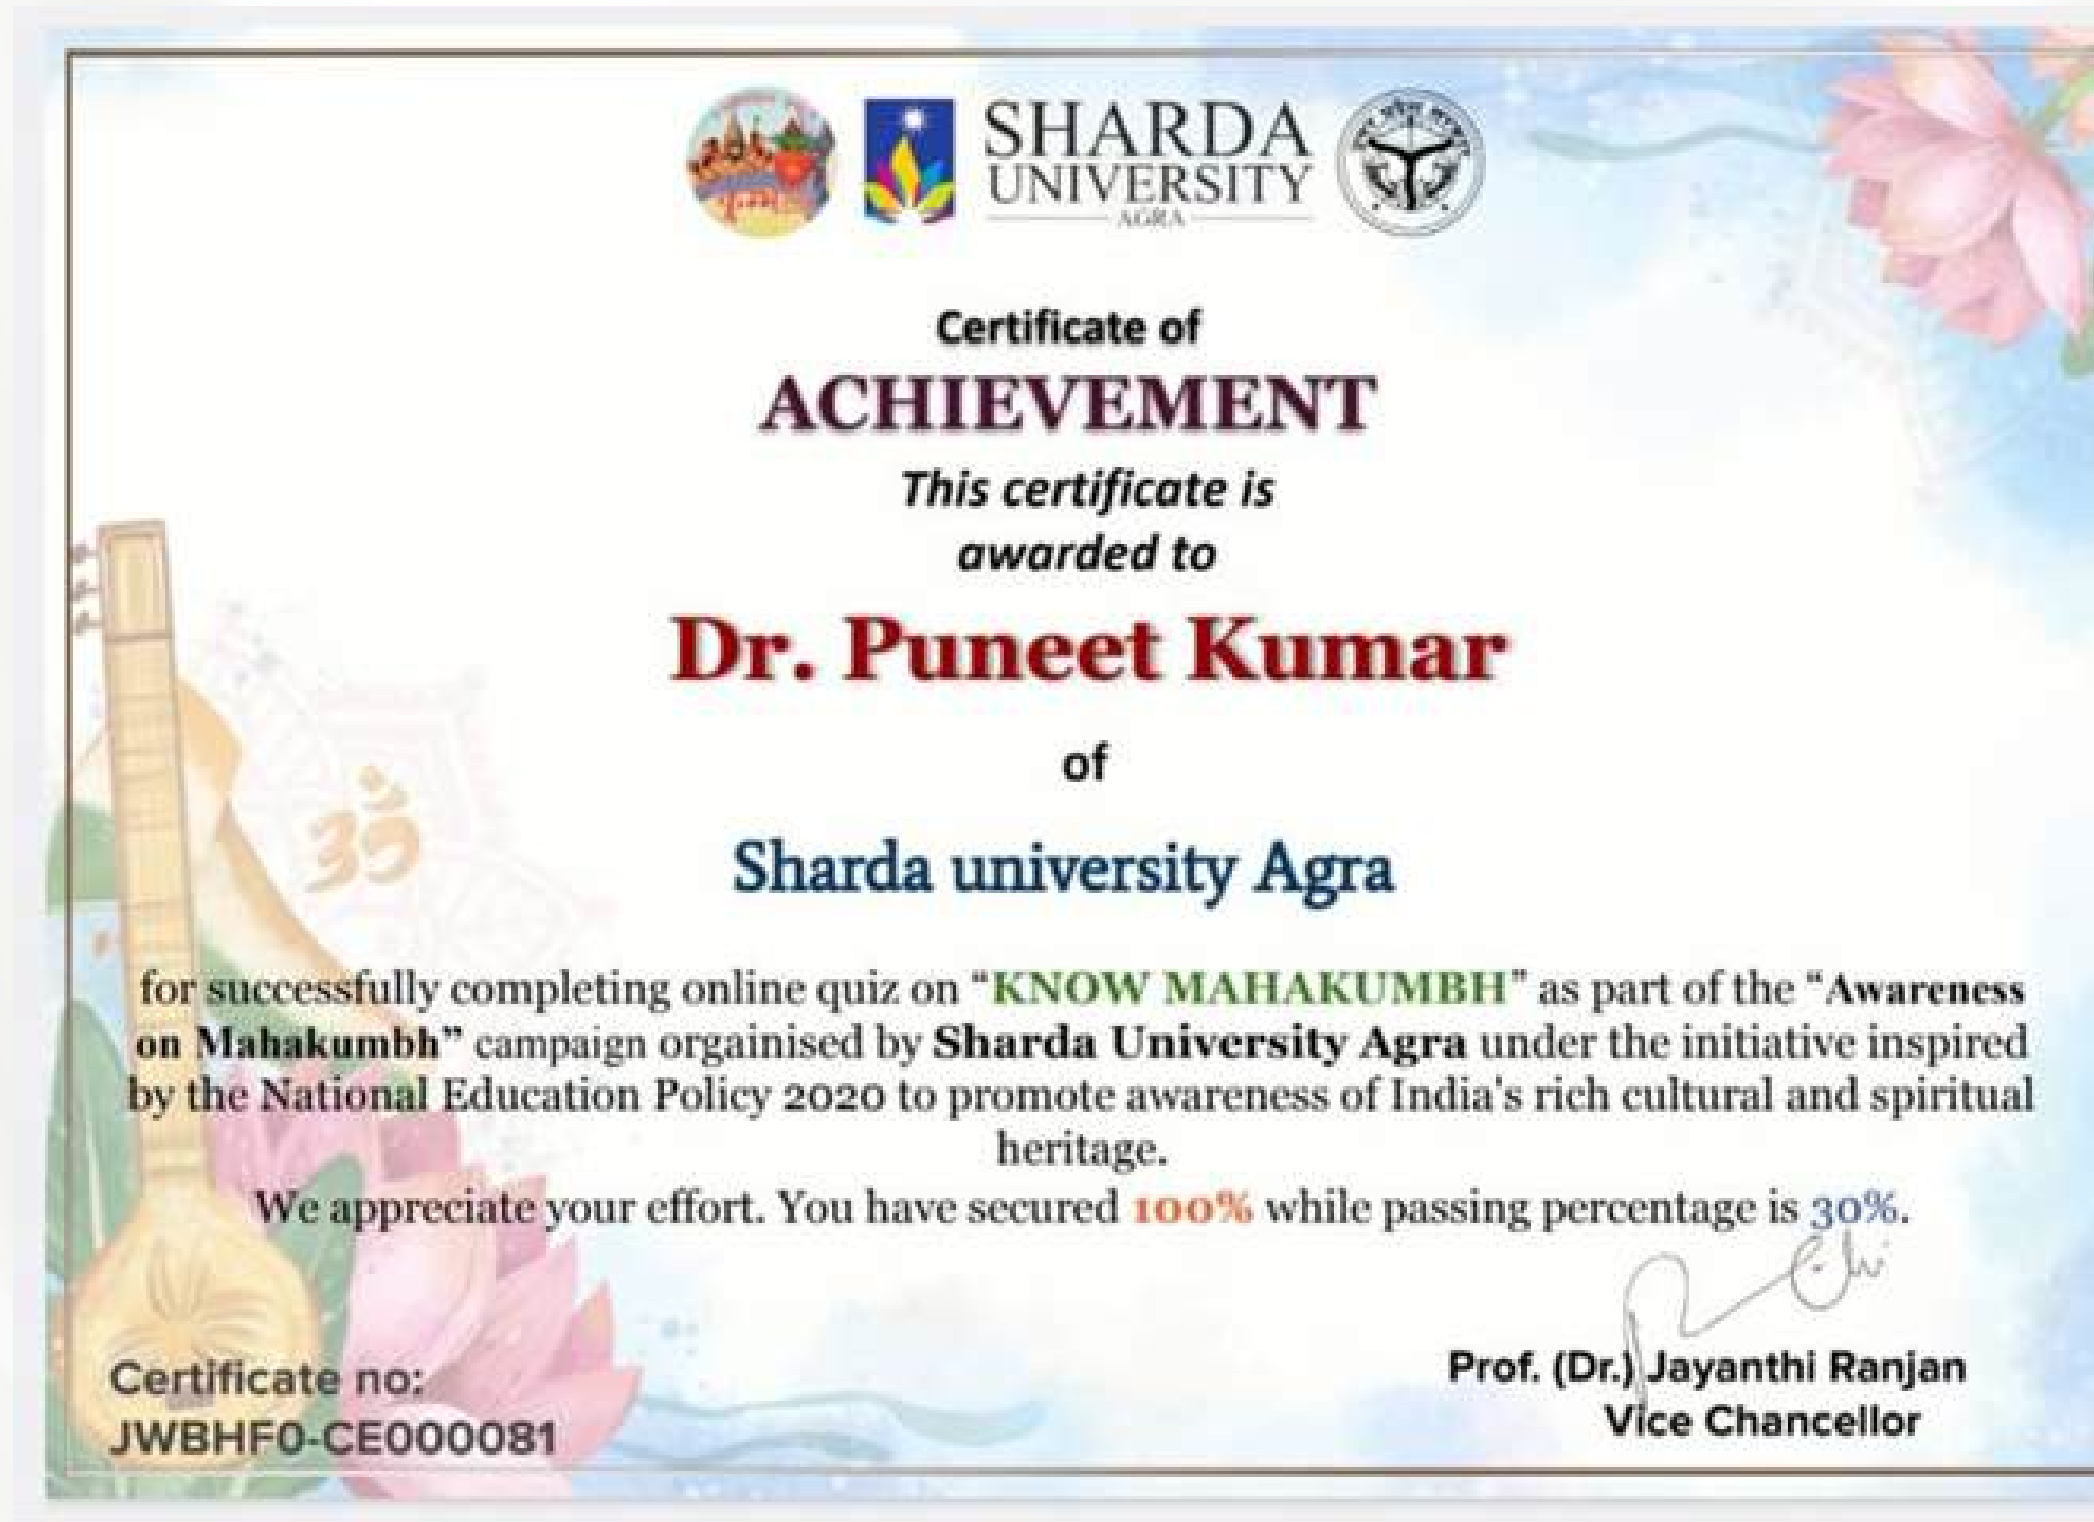 SHARDA
UNIVERSITY
AGRA
Certificate of
ACHIEVEMENT
This certificate is
awarded to
Dr. Puneet Kumar
of
Sharda university Agra
for successfully completing online quiz on “KNOW MAHAKUMBH” as part of the “Awareness
on Mahakumbh” campaign orgainised by Sharda University Agra under the initiative inspired
by the National Education Policy 2020 to promote awareness of India's rich cultural and spiritual
heritage.
We appreciate your effort. You have secured 100% while passing percentage is 30%.
Prof. (Dr.) Jayanthi Ranjan
Vice Chancellor
Certificate no:
JWBHF0-CE000081
ॐ